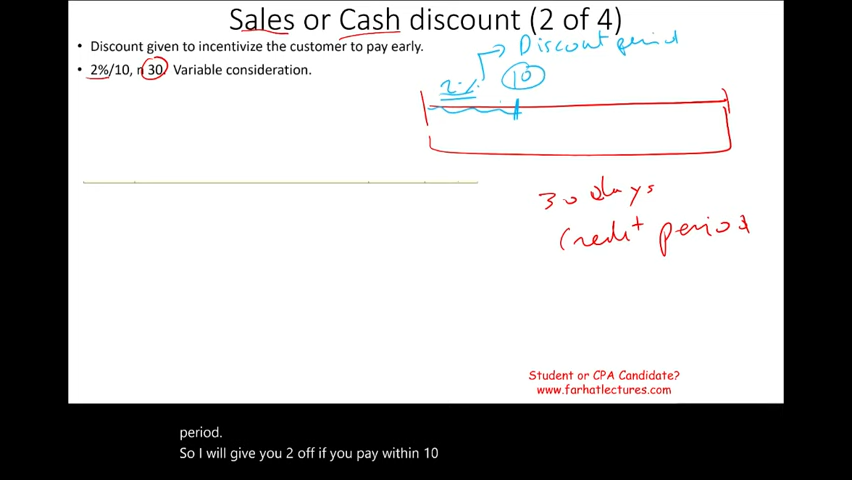 Sales or Cash discount (2 of 4)
• Discount given to incentivize the customer to pay early.
• 2%/10, n 30. Variable consideration.
Discount period
2%
10
30 days
Credit period
Student or CPA Candidate?
www.farhatlectures.com
period.
So I will give you 2 off if you pay within 10